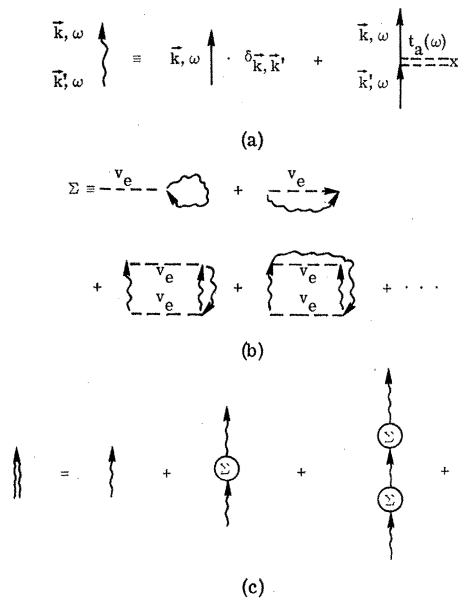 k⃗, ω
k⃗', ω
≡ k⃗, ω · δk⃗, k⃗' +
k⃗, ω
k⃗', ω
tₐ(ω)
x
(a)
Σ ≡ vₑ + vₑ
+ vₑ + vₑ + · · ·
vₑ vₑ
(b)
= + Σ + Σ +
Σ
(c)